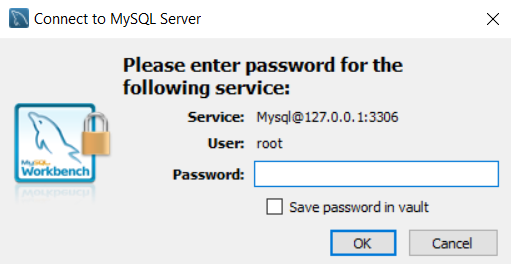 Connect to MySQL Server
Please enter password for the
following service:
Service: Mysql@127.0.0.1:3306
User: root
Password:
Save password in vault
MySQL
Workbench
OK Cancel